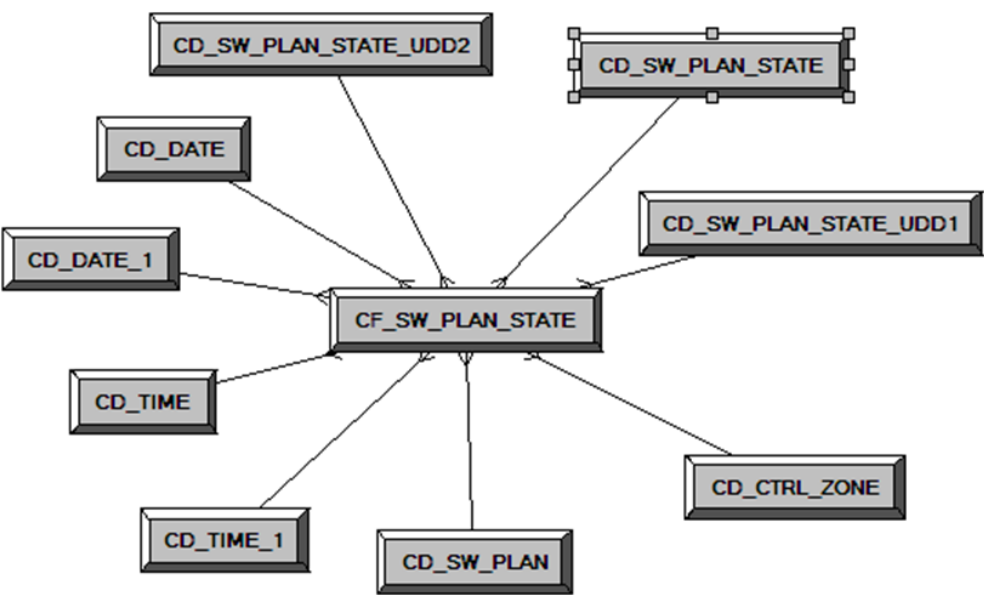 CD_SW_PLAN_STATE_UDD2
CD_SW_PLAN_STATE
CD_DATE
CD_SW_PLAN_STATE_UDD1
CD_DATE_1
CF_SW_PLAN_STATE
CD_TIME
CD_CTRL_ZONE
CD_TIME_1
CD_SW_PLAN